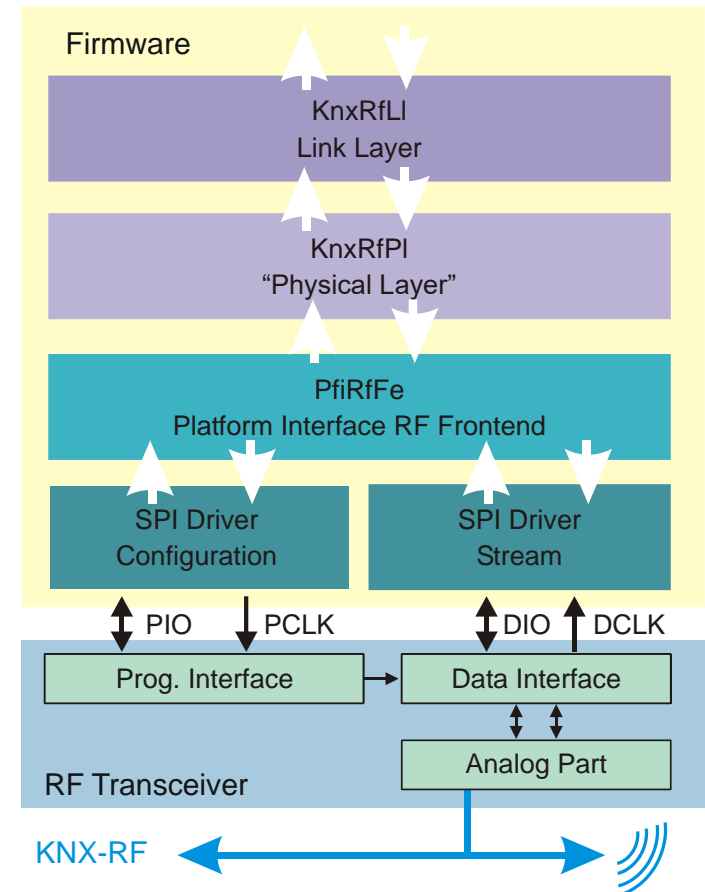 Firmware
KnxRfLl
Link Layer
KnxRfPl
“Physical Layer”
PfiRfFe
Platform Interface RF Frontend
SPI Driver
Configuration
SPI Driver
Stream
PIO
PCLK
DIO
DCLK
Prog. Interface
Data Interface
Analog Part
RF Transceiver
KNX-RF